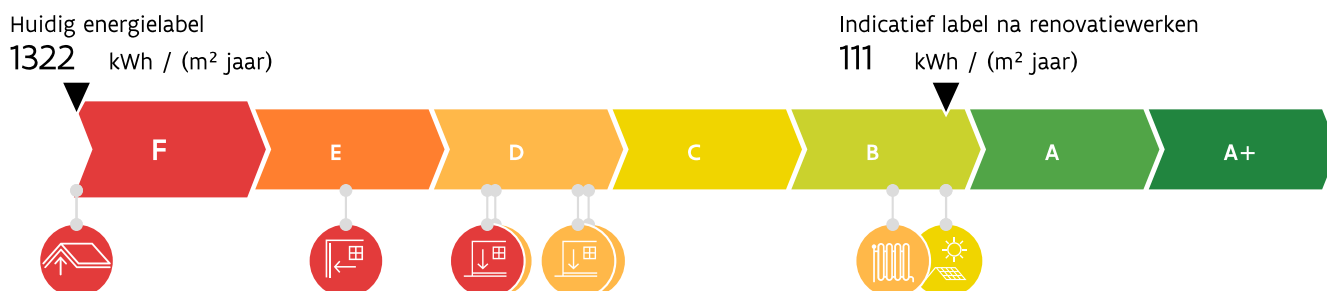 Huidig energielabel
1322 kWh / (m² jaar)
Indicatief label na renovatiewerken
111 kWh / (m² jaar)
F E D C B A A+